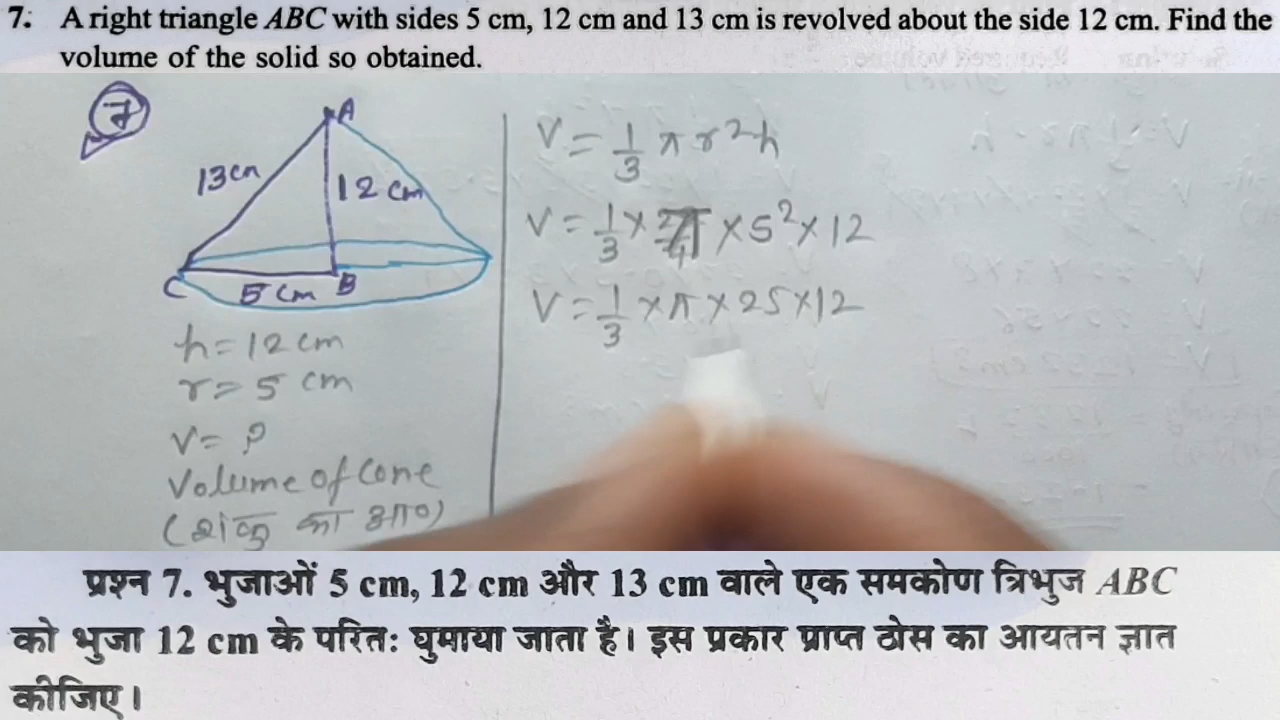 7. A right triangle ABC with sides 5 cm, 12 cm and 13 cm is revolved about the side 12 cm. Find the
volume of the solid so obtained.
7
A
13cm
12 cm
C
5 cm
B
h=12cm
r=5 cm
V=?
Volume of Cone
(शंकु का आ०)
V=1/3 π r²h
V=1/3×π×5²×12
V=1/3×π×25×12
प्रश्न 7. भुजाओं 5 cm, 12 cm और 13 cm वाले एक समकोण त्रिभुज ABC
को भुजा 12 cm के परितः घुमाया जाता है। इस प्रकार प्राप्त ठोस का आयतन ज्ञात
कीजिए।